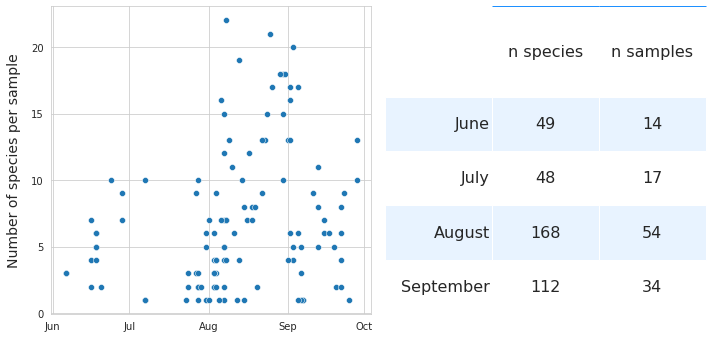 Number of species per sample
20
15
10
5
0
Jun Jul Aug Sep Oct
n species n samples
June 49 14
July 48 17
August 168 54
September 112 34